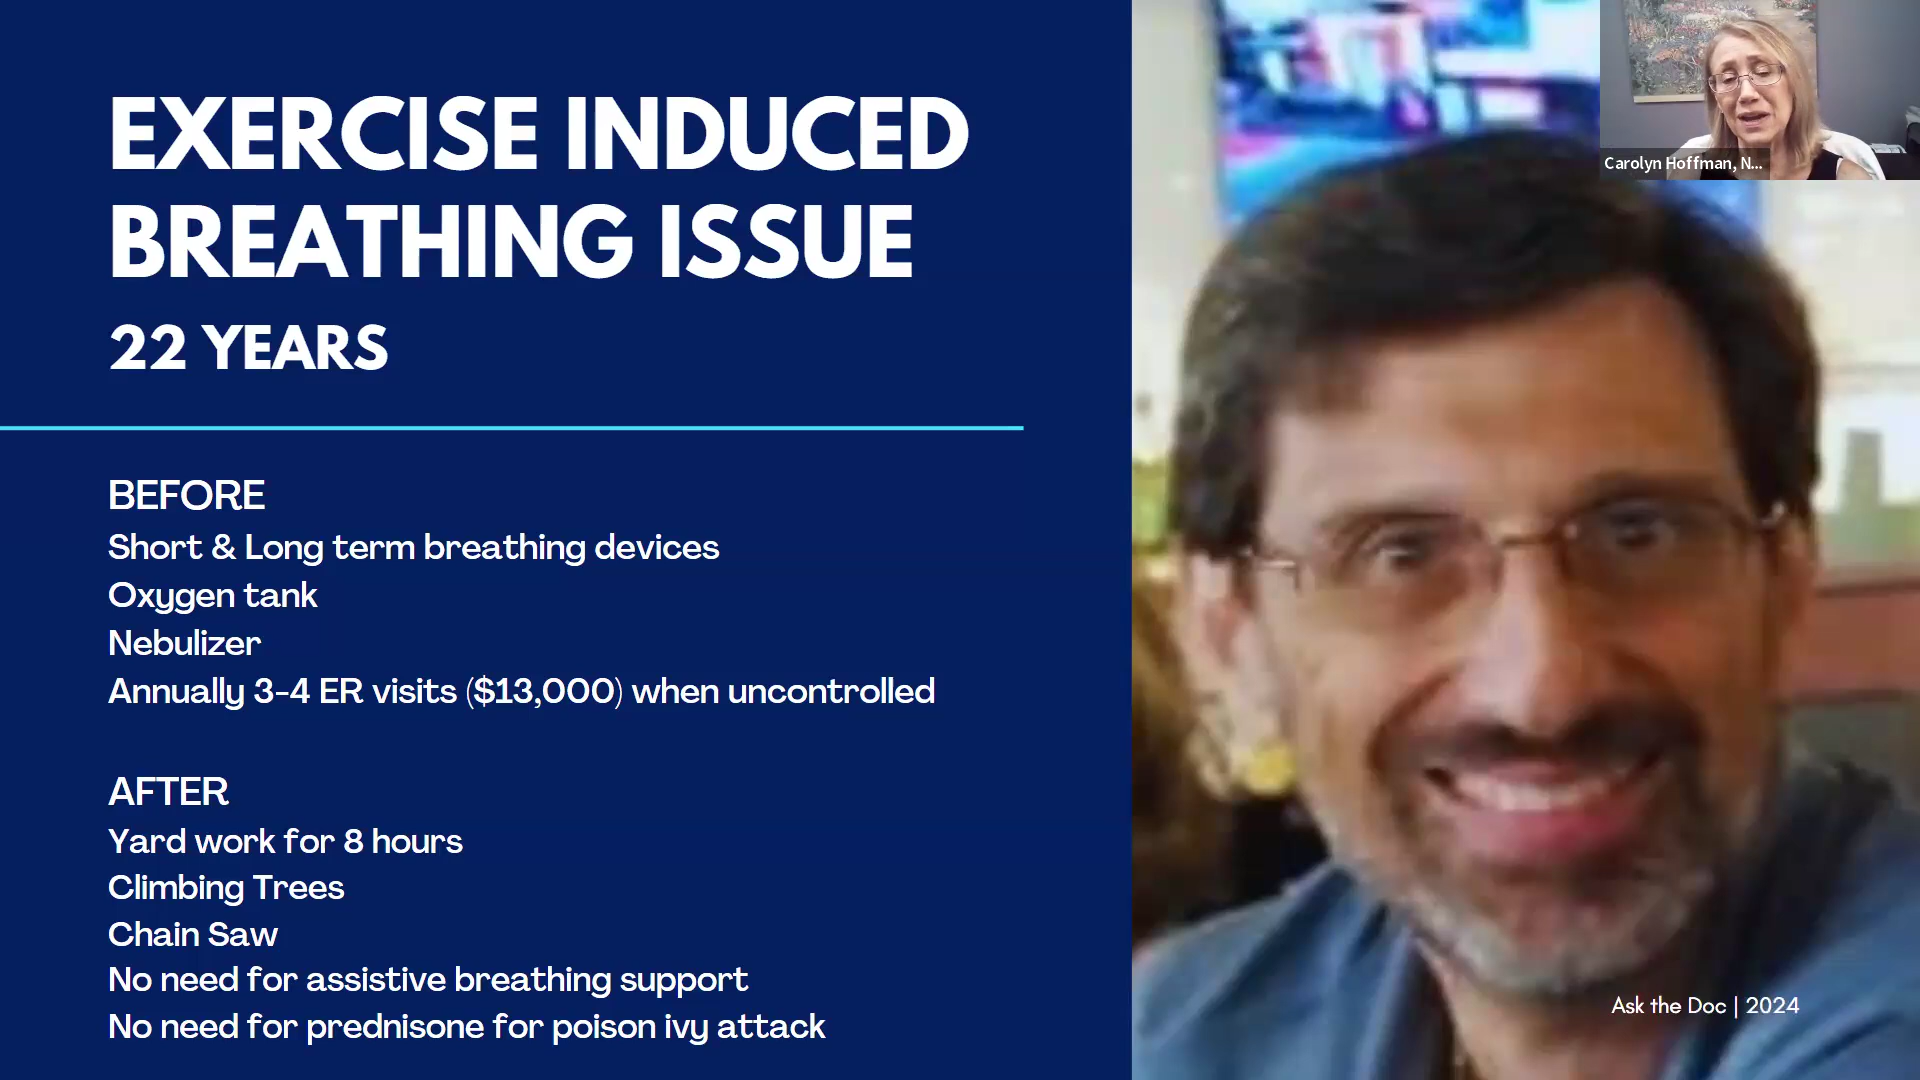 EXERCISE INDUCED
BREATHING ISSUE
22 YEARS
BEFORE
Short & Long term breathing devices
Oxygen tank
Nebulizer
Annually 3-4 ER visits ($13,000) when uncontrolled
AFTER
Yard work for 8 hours
Climbing Trees
Chain Saw
No need for assistive breathing support
No need for prednisone for poison ivy attack
Carolyn Hoffman, N...
Ask the Doc | 2024